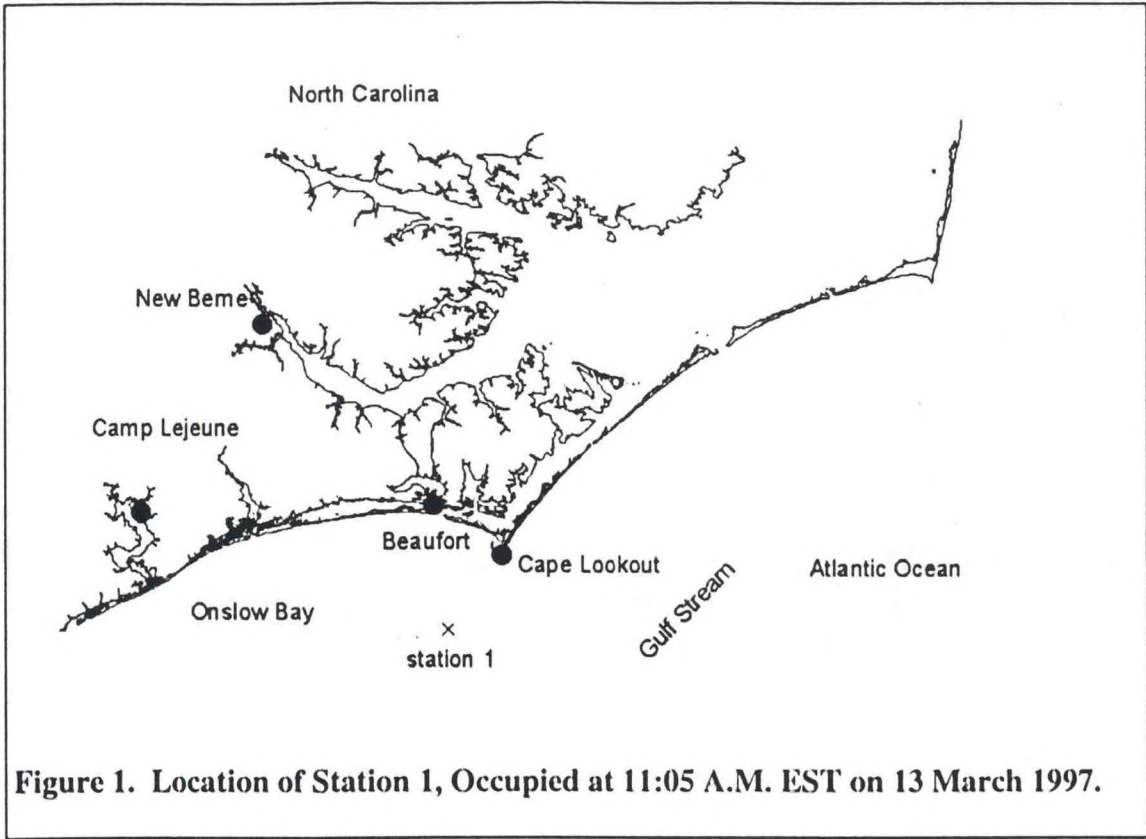 North Carolina
New Berne
Camp Lejeune
Beaufort
Cape Lookout
Atlantic Ocean
Gulf Stream
Onslow Bay
station 1
Figure 1. Location of Station 1, Occupied at 11:05 A.M. EST on 13 March 1997.